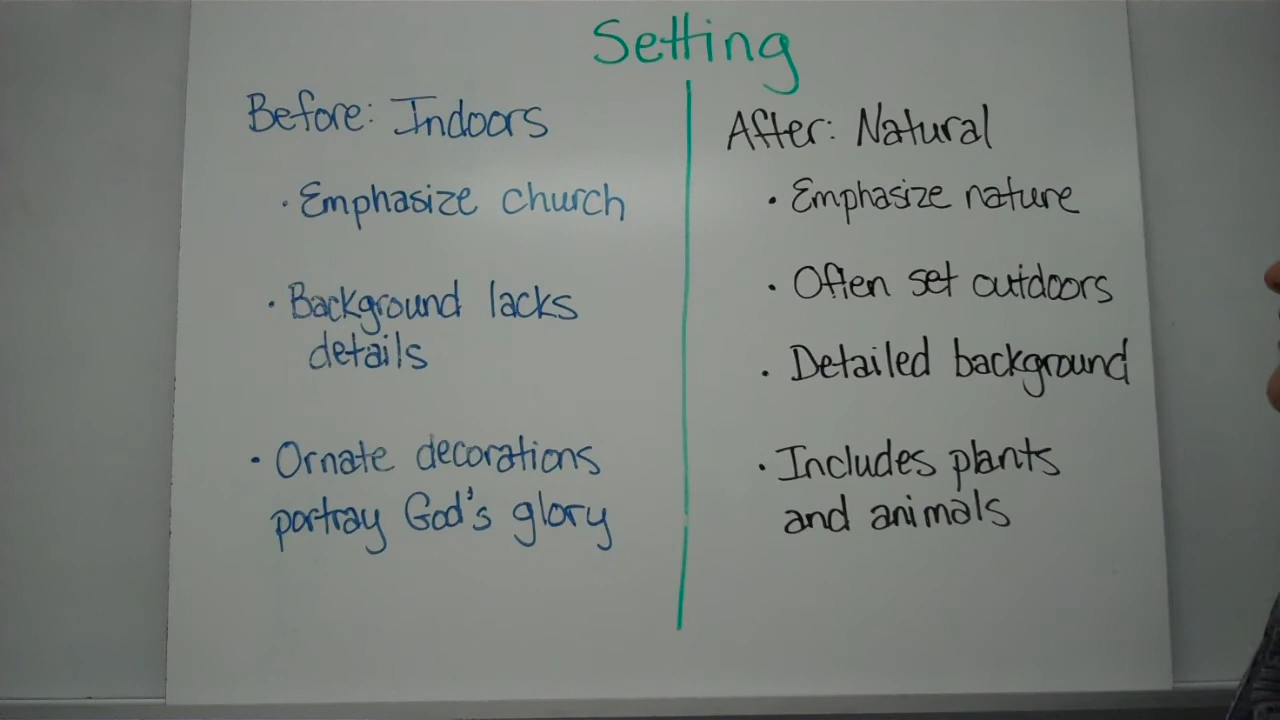 Setting
Before: Indoors
· Emphasize church
· Background lacks
details
· Ornate decorations
portray God's glory
After: Natural
· Emphasize nature
· Often set outdoors
· Detailed background
· Includes plants
and animals